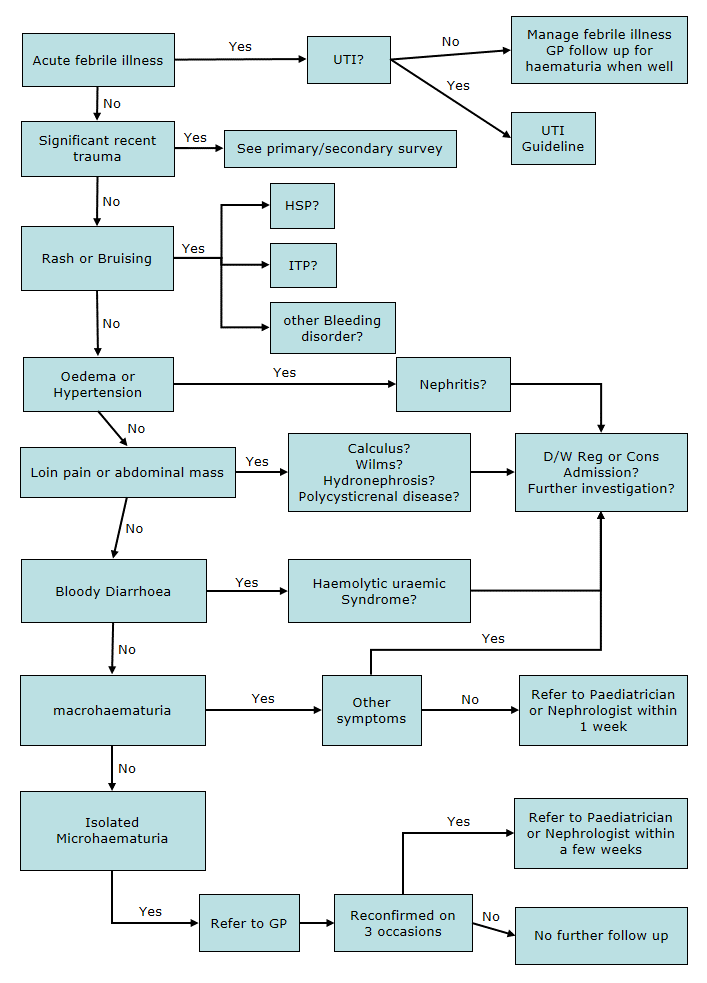 Acute febrile illness
Yes
UTI?
No
Manage febrile illness
GP follow up for
haematuria when well
Yes
UTI
Guideline
No
Significant recent
trauma
Yes
See primary/secondary survey
No
Rash or Bruising
Yes
HSP?
ITP?
other Bleeding
disorder?
No
Oedema or
Hypertension
Yes
Nephritis?
No
Loin pain or abdominal mass
Yes
Calculus?
Wilms?
Hydronephrosis?
Polycysticrenal disease?
D/W Reg or Cons
Admission?
Further investigation?
No
Bloody Diarrhoea
Yes
Haemolytic uraemic
Syndrome?
No
macrohaematuria
Yes
Other
symptoms
Yes
No
Refer to Paediatrician
or Nephrologist within
1 week
No
Isolated
Microhaematuria
Yes
Refer to GP
Reconfirmed on
3 occasions
Yes
Refer to Paediatrician
or Nephrologist within
a few weeks
No
No further follow up